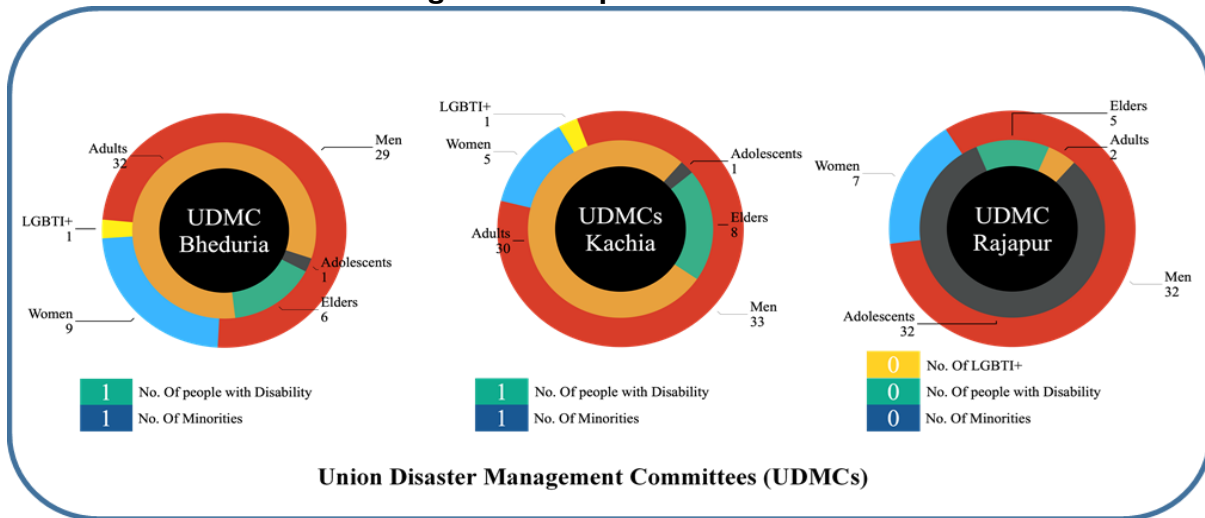 Adults
32
Men
29
LGBTI+
1
UDMC
Bheduria
Adolescents
1
Elders
6
Women
9
1 No. Of people with Disability
1 No. Of Minorities
LGBTI+
1
Women
5
Adolescents
1
UDMCs
Kachia
Elders
8
Adults
30
Men
33
1 No. Of people with Disability
1 No. Of Minorities
Elders
5
Adults
2
Women
7
UDMC
Rajapur
Men
32
Adolescents
32
0 No. Of LGBTI+
0 No. Of people with Disability
0 No. Of Minorities
Union Disaster Management Committees (UDMCs)